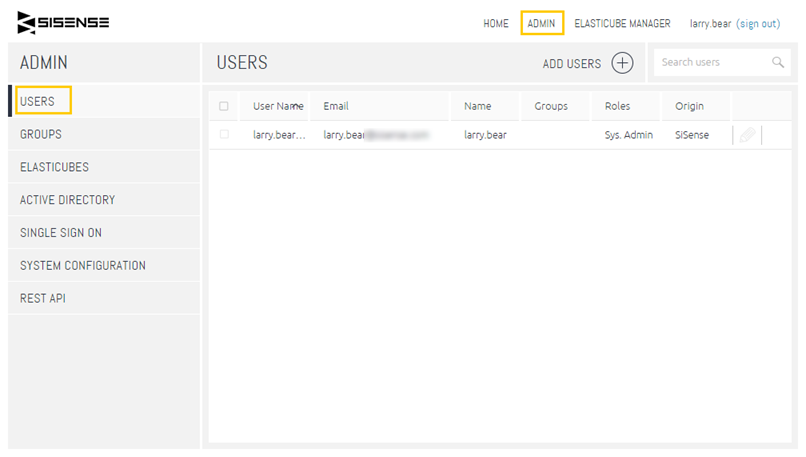 SISENSE HOME ADMIN ELASTICUBE MANAGER larry.bear (sign out)
ADMIN USERS ADD USERS Search users
USERS
GROUPS
ELASTICUBES
ACTIVE DIRECTORY
SINGLE SIGN ON
SYSTEM CONFIGURATION
REST API
User Name Email Name Groups Roles Origin
larry.bear... larry.bear larry.bear Sys. Admin SiSense